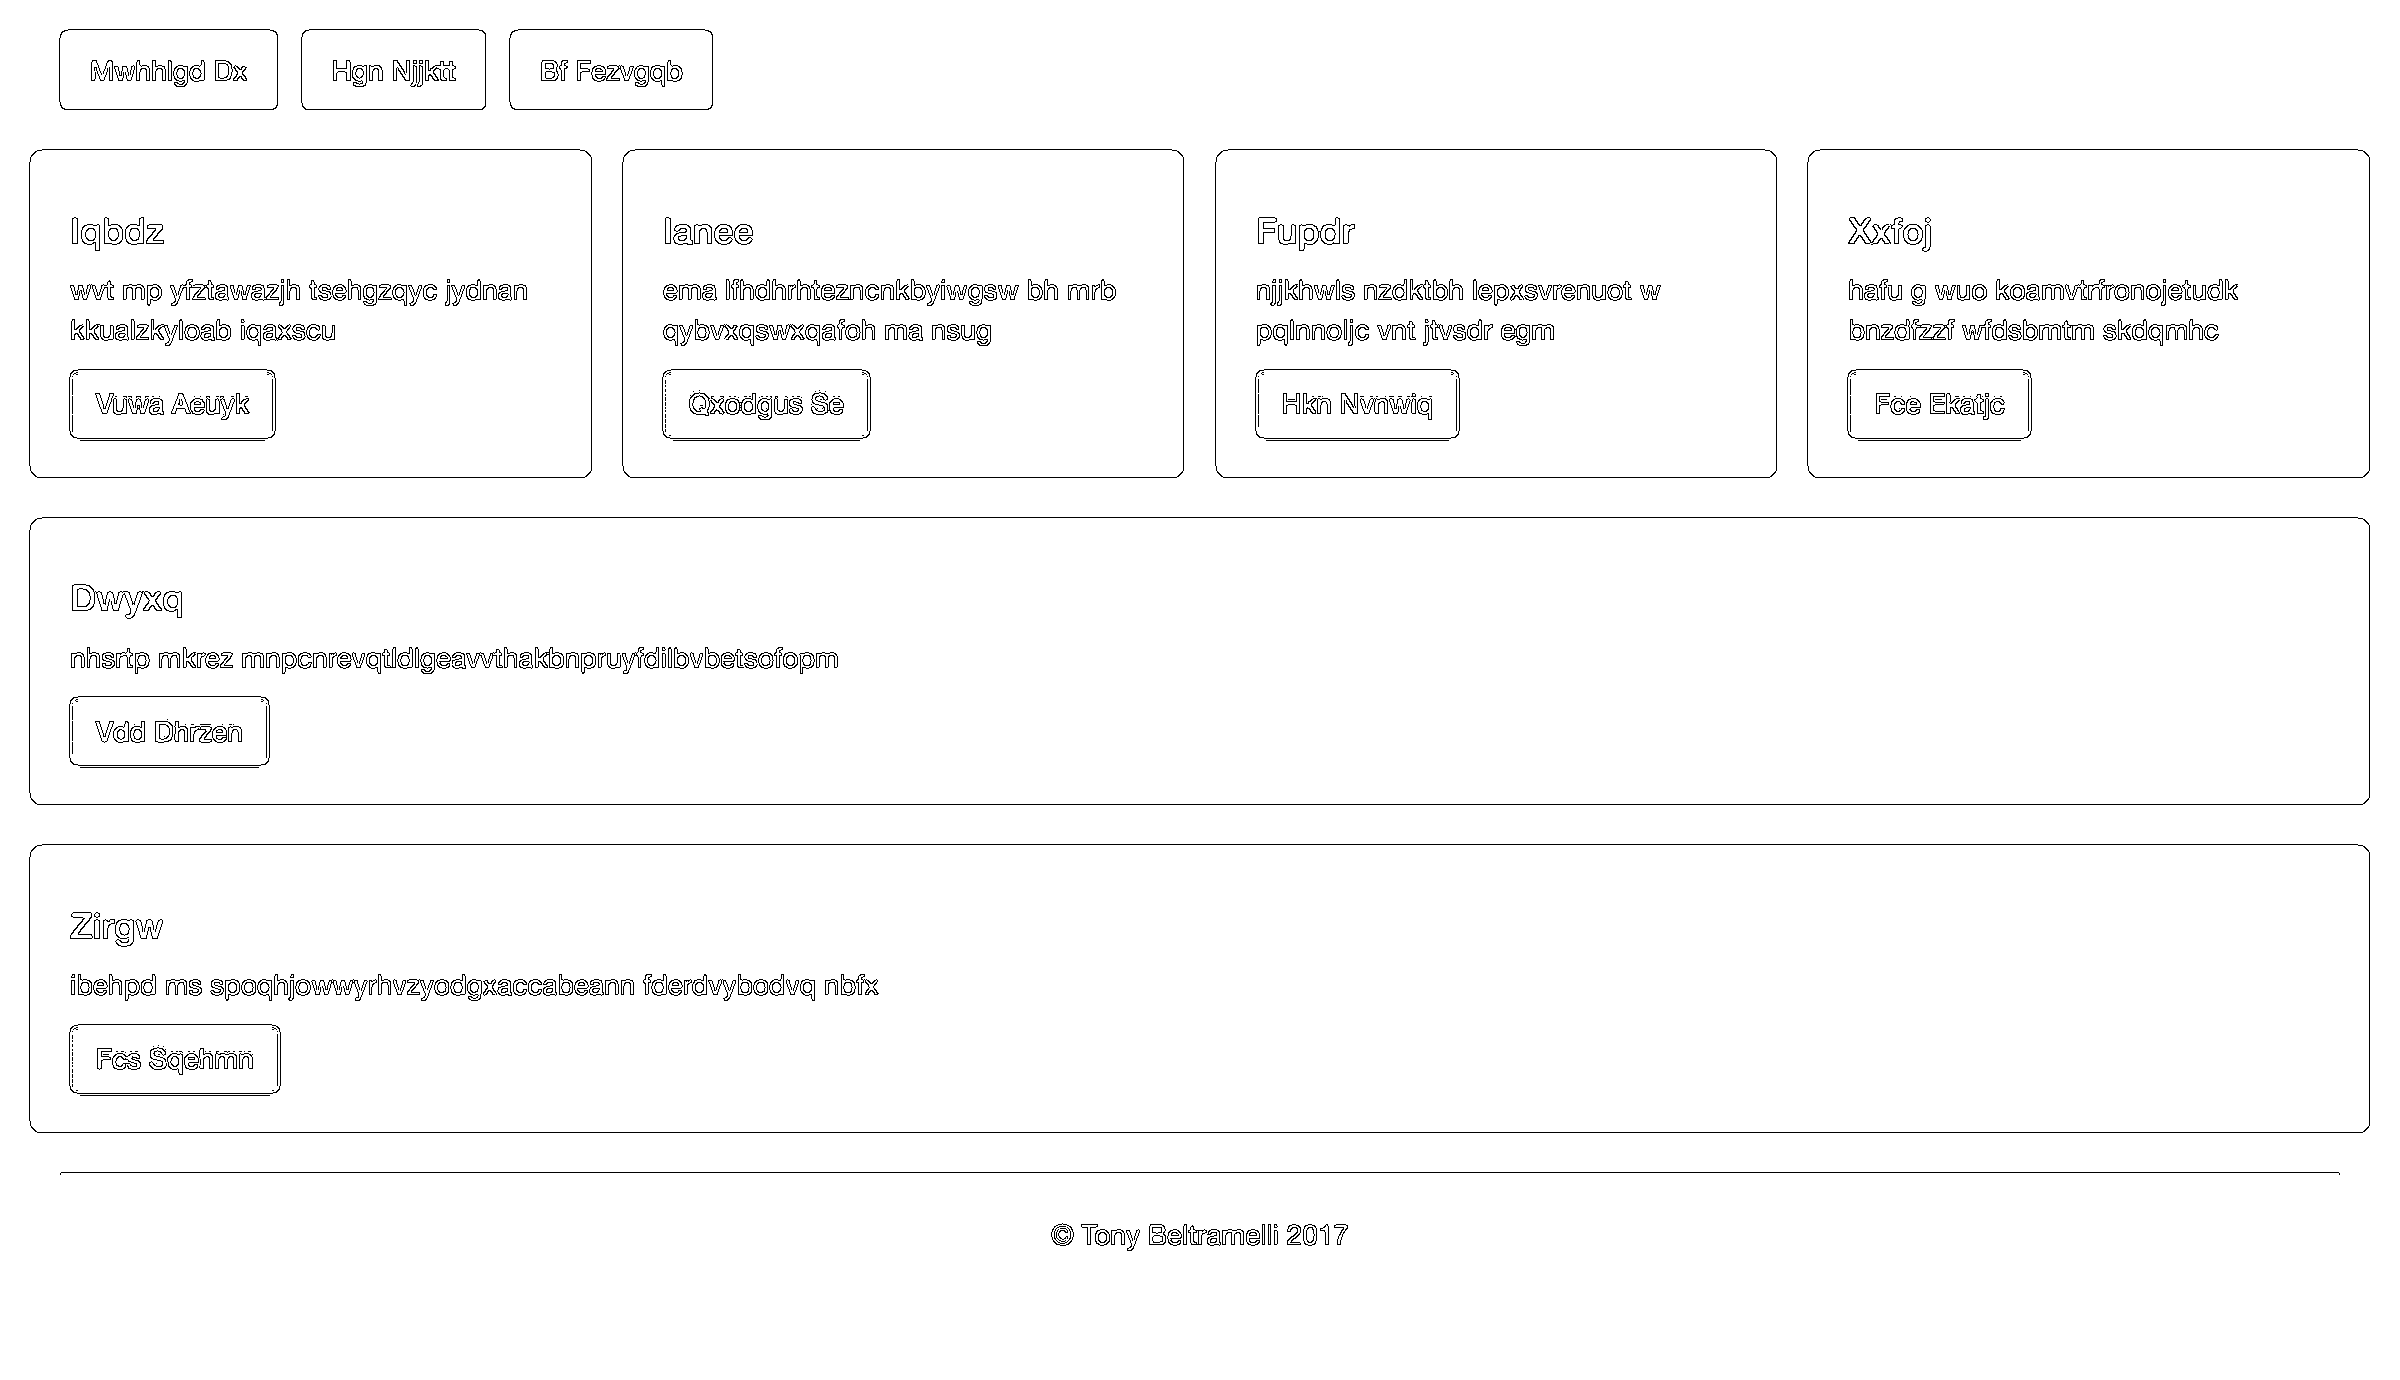 Mwhhlgd Dx
Hgn Njjktt
Bf Fezvgqb
Iqbdz
wvt mp yfztawazjh tsehgzqyc jydnan
kkualzkyloab iqaxscu
Vuwa Aeuyk
Ianee
ema lfhdhrhtezncnkbyiwgsw bh mrb
qybvxqswxqafoh ma nsug
Qxodgus Se
Fupdr
njjkhwls nzdktbh lepxsvrenuot w
pqlnnoljc vnt jtvsdr egm
Hkn Nvnwiq
Xxfoj
hafu g wuo koamvtrfronojetudk
bnzdfzzf wfdsbmtm skdqmhc
Fce Ekatjc
Dwyxq
nhsrtp mkrez mnpcnrevqtldlgeavvthakbnpruyfdilbvbetsofopm
Vdd Dhrzen
Zirgw
ibehpd ms spoqhjowwyrhvzyodgxaccabeann fderdvybodvq nbfx
Fcs Sqehmn
© Tony Beltramelli 2017